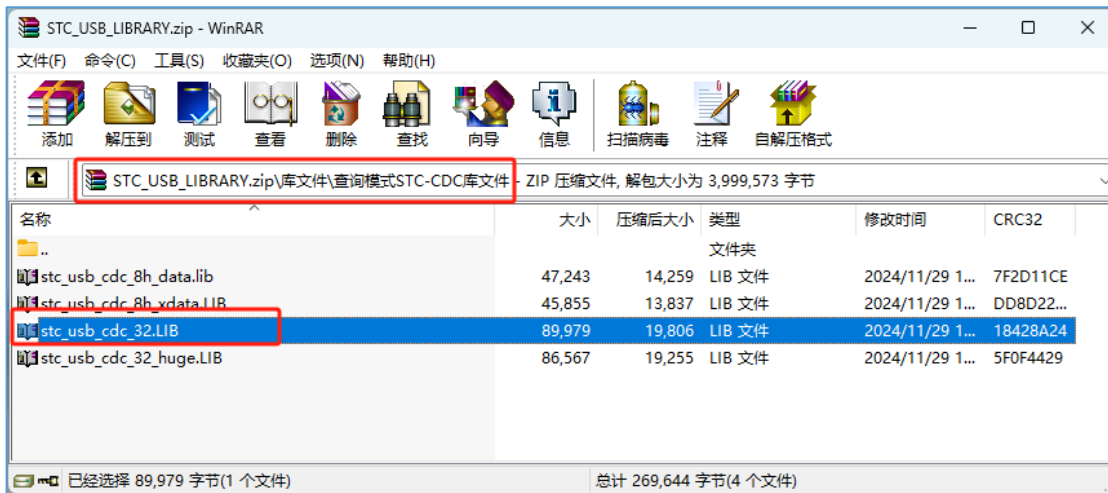 STC_USB_LIBRARY.zip - WinRAR
文件(F) 命令(C) 工具(S) 收藏夹(O) 选项(N) 帮助(H)
添加 解压到 测试 查看 删除 查找 向导 信息 扫描病毒 注释 自解压格式
STC_USB_LIBRARY.zip\库文件\查询模式STC-CDC库文件 - ZIP 压缩文件, 解包大小为 3,999,573 字节
名称 大小 压缩后大小 类型 修改时间 CRC32
.. 文件夹
stc_usb_cdc_8h_data.lib 47,243 14,259 LIB 文件 2024/11/29 1... 7F2D11CE
stc_usb_cdc_8h_xdata.LIB 45,855 13,837 LIB 文件 2024/11/29 1... DD8D22...
stc_usb_cdc_32.LIB 89,979 19,806 LIB 文件 2024/11/29 1... 18428A24
stc_usb_cdc_32_huge.LIB 86,567 19,255 LIB 文件 2024/11/29 1... 5F0F4429
已经选择 89,979 字节(1 个文件) 总计 269,644 字节(4 个文件)